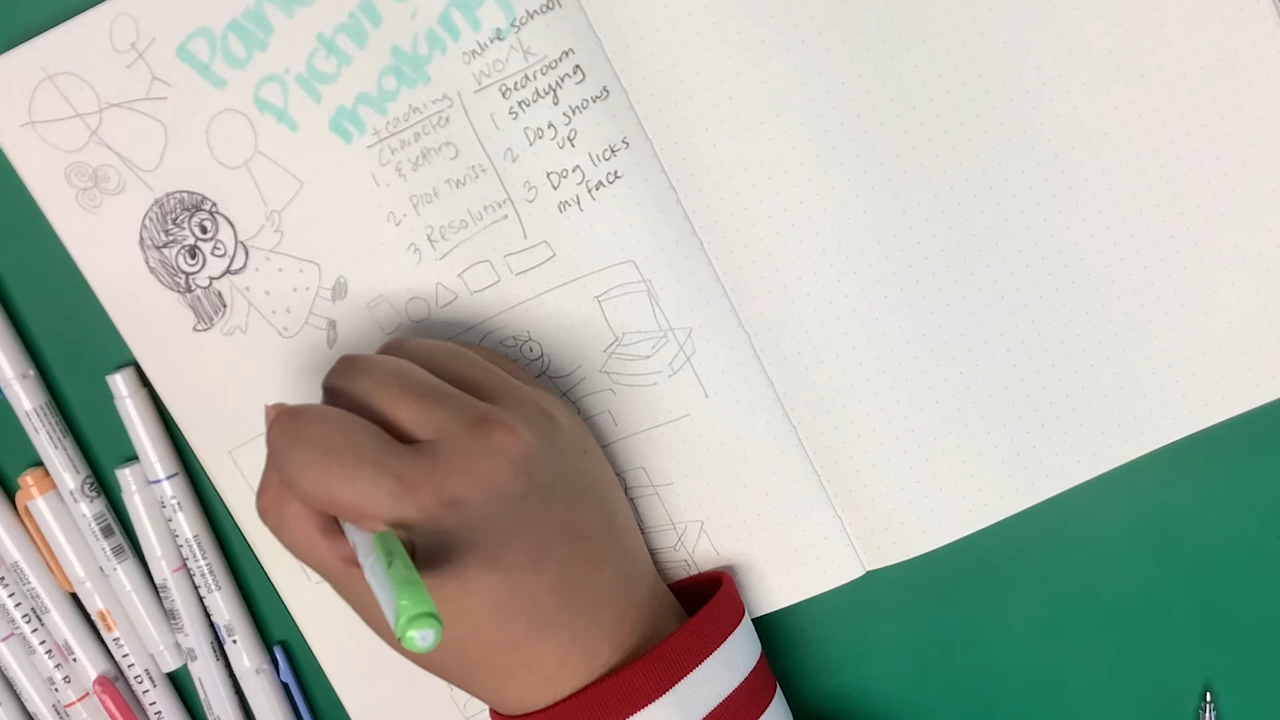 Picture
making
teaching
Character
1. & setting
2. Plot Twist
3 Resolution
online school
work
Bedroom
1 studying
2 Dog shows
up
3 Dog licks
my face
MILDLINER
MILDLINER